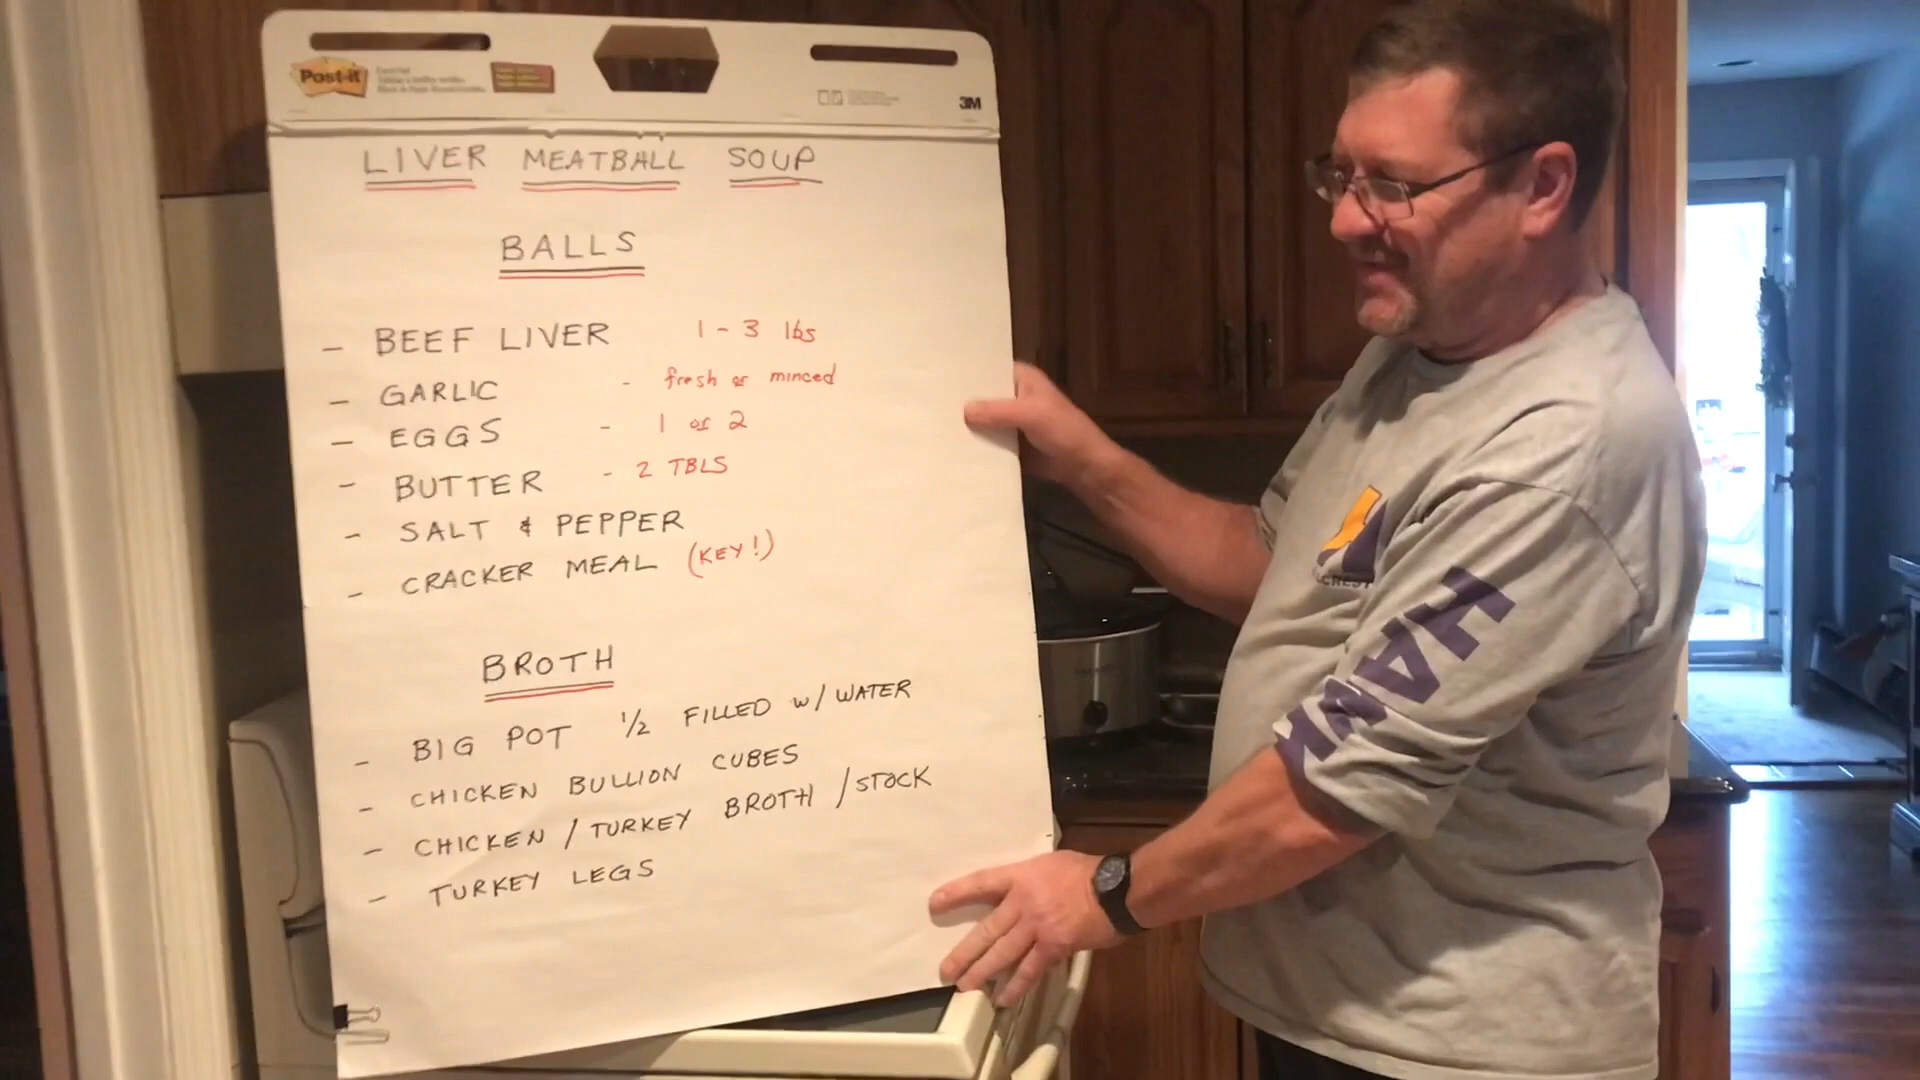 Post-it
3M
LIVER MEATBALL SOUP
BALLS
- BEEF LIVER 1 - 3 lbs
- GARLIC - fresh or minced
- EGGS - 1 or 2
- BUTTER - 2 TBLS
- SALT & PEPPER
- CRACKER MEAL (KEY!)
BROTH
- BIG POT 1/2 FILLED w/ WATER
- CHICKEN BULLION CUBES
- CHICKEN / TURKEY BROTH / STOCK
- TURKEY LEGS